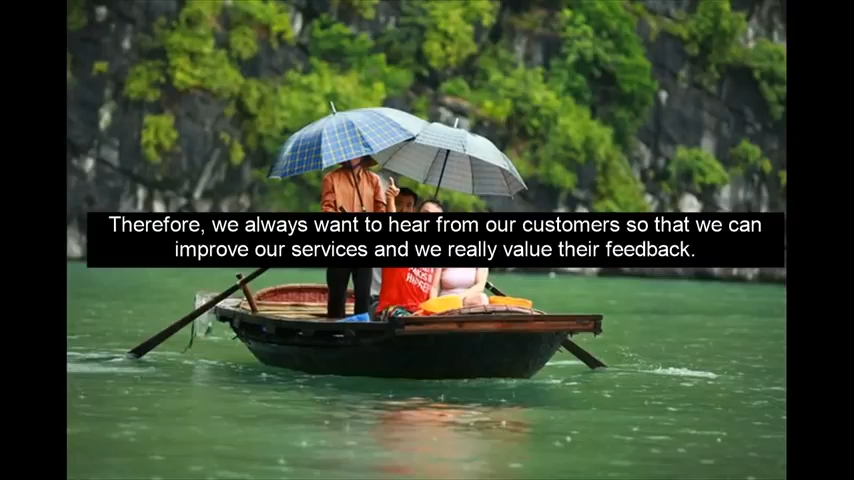 Therefore, we always want to hear from our customers so that we can
improve our services and we really value their feedback.